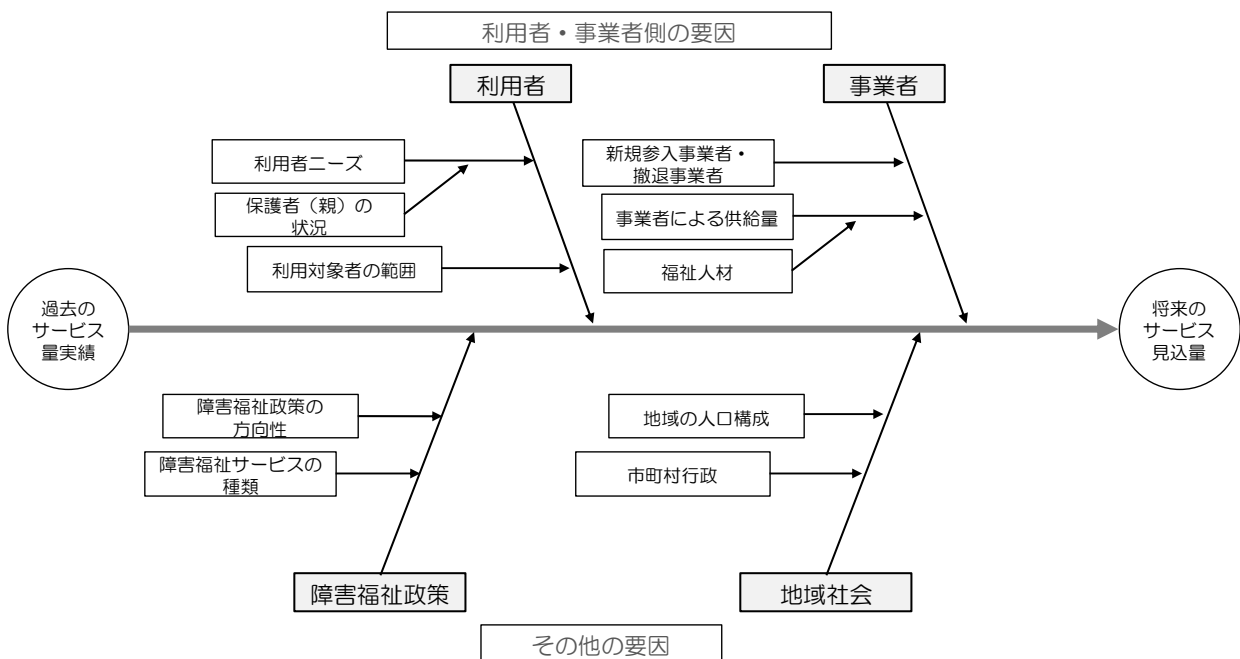 利用者・事業者側の要因
利用者
事業者
利用者ニーズ
保護者（親）の
状況
利用対象者の範囲
新規参入事業者・
撤退事業者
事業者による供給量
福祉人材
過去の
サービス
量実績
将来の
サービス
見込量
障害福祉政策の
方向性
障害福祉サービスの
種類
地域の人口構成
市町村行政
障害福祉政策
地域社会
その他の要因